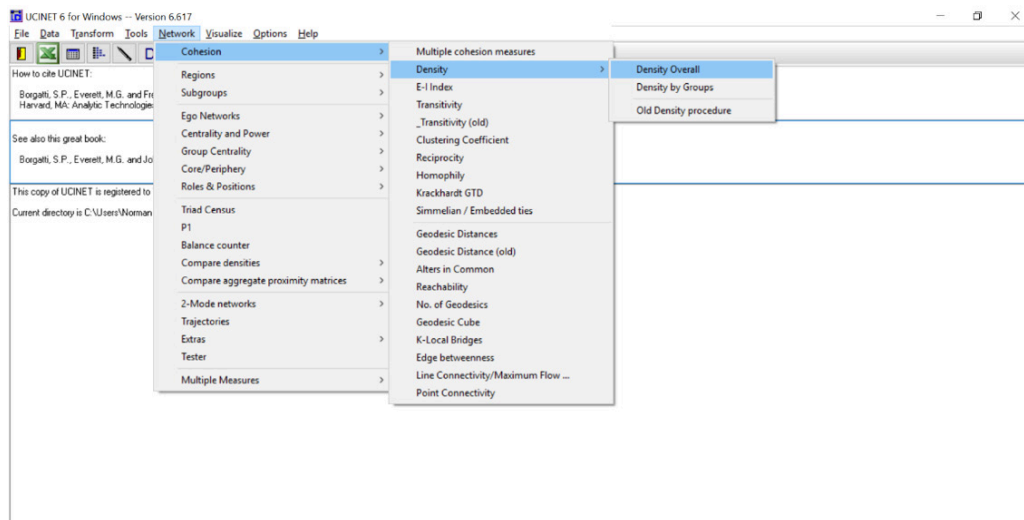 UCINET 6 for Windows -- Version 6.617
File Data Transform Tools Network Visualize Options Help
How to cite UCINET:
Borgatti, S.P., Everett, M.G. and Fre
Harvard, MA: Analytic Technologie
See also this great book:
Borgatti, S.P., Everett, M.G. and Jo
This copy of UCINET is registered to
Current directory is C:\Users\Norman
Cohesion
Regions
Subgroups
Ego Networks
Centrality and Power
Group Centrality
Core/Periphery
Roles & Positions
Triad Census
P1
Balance counter
Compare densities
Compare aggregate proximity matrices
2-Mode networks
Trajectories
Extras
Tester
Multiple Measures
Multiple cohesion measures
Density
E-I Index
Transitivity
_Transitivity (old)
Clustering Coefficient
Reciprocity
Homophily
Krackhardt GTD
Simmelian / Embedded ties
Geodesic Distances
Geodesic Distance (old)
Alters in Common
Reachability
No. of Geodesics
Geodesic Cube
K-Local Bridges
Edge betweenness
Line Connectivity/Maximum Flow ...
Point Connectivity
Density Overall
Density by Groups
Old Density procedure